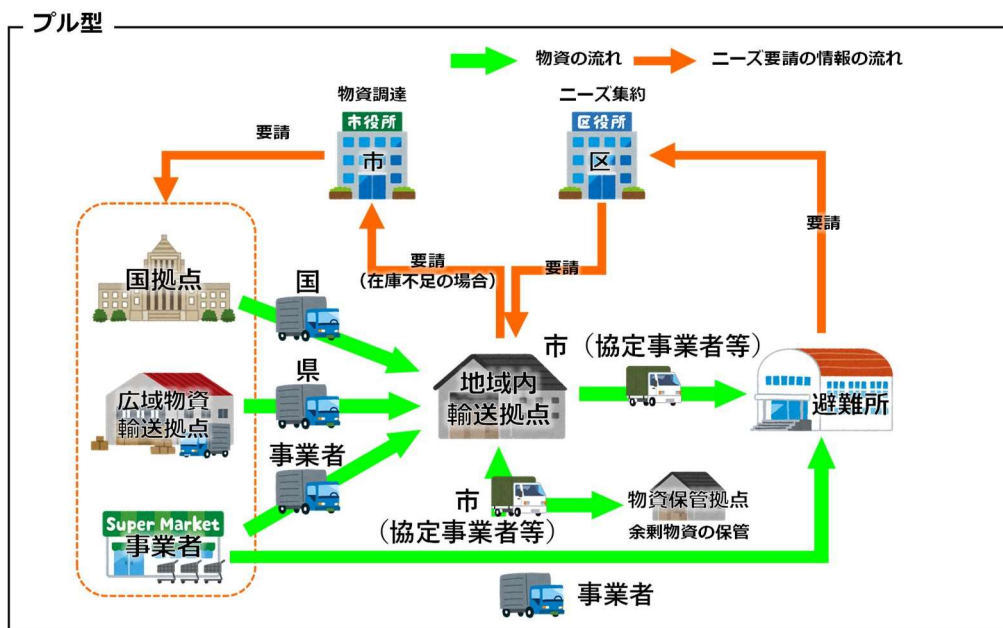 プル型
物資の流れ
ニーズ要請の情報の流れ
物資調達
ニーズ集約
市役所
区役所
要請
市
区
要請
要請
(在庫不足の場合)
要請
国拠点
国
市（協定事業者等）
県
広域物資
輸送拠点
地域内
輸送拠点
避難所
事業者
市
（協定事業者等）
物資保管拠点
余剰物資の保管
Super Market
事業者
事業者